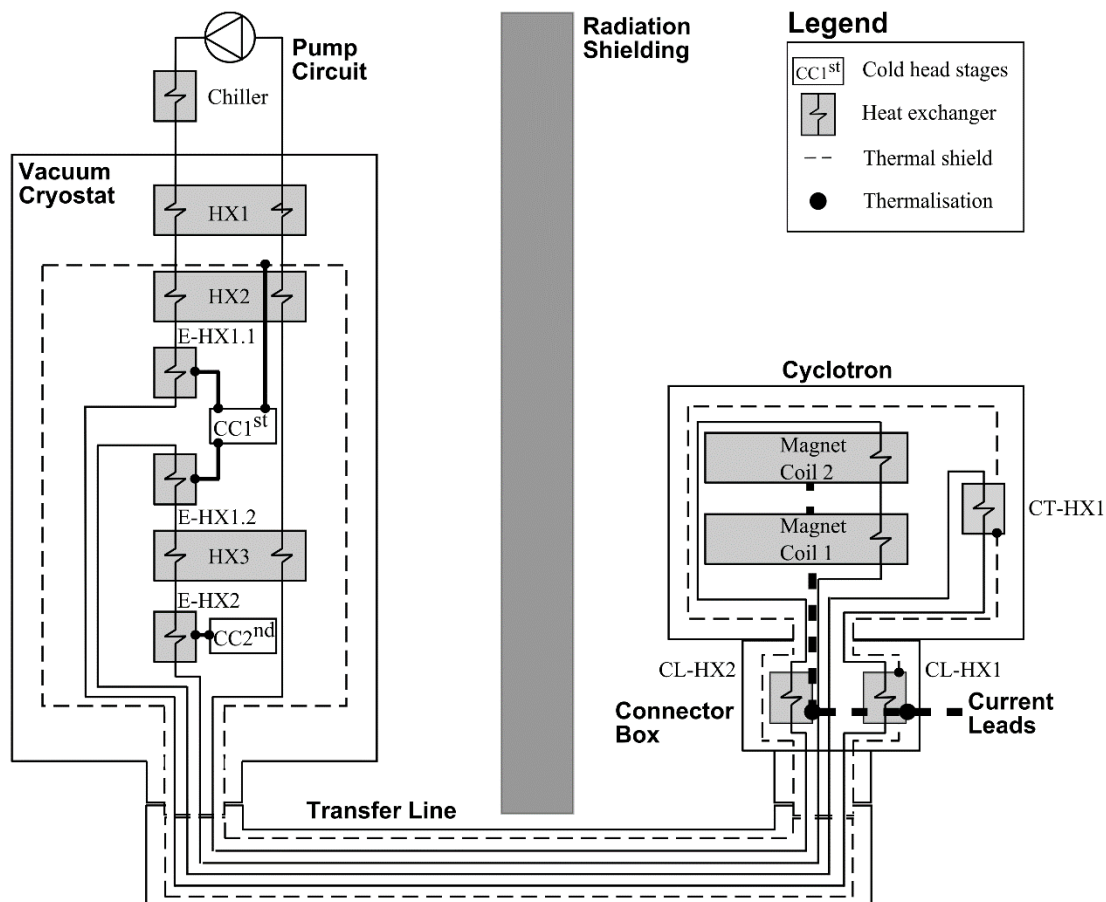 Pump
Circuit
Chiller
Vacuum
Cryostat
HX1
HX2
E-HX1.1
CC1st
E-HX1.2
HX3
E-HX2
CC2nd
Transfer Line
Radiation
Shielding
Legend
CC1st
Cold head stages
Heat exchanger
Thermal shield
Thermalisation
Cyclotron
Magnet
Coil 2
Magnet
Coil 1
CT-HX1
CL-HX2
CL-HX1
Connector
Box
Current
Leads